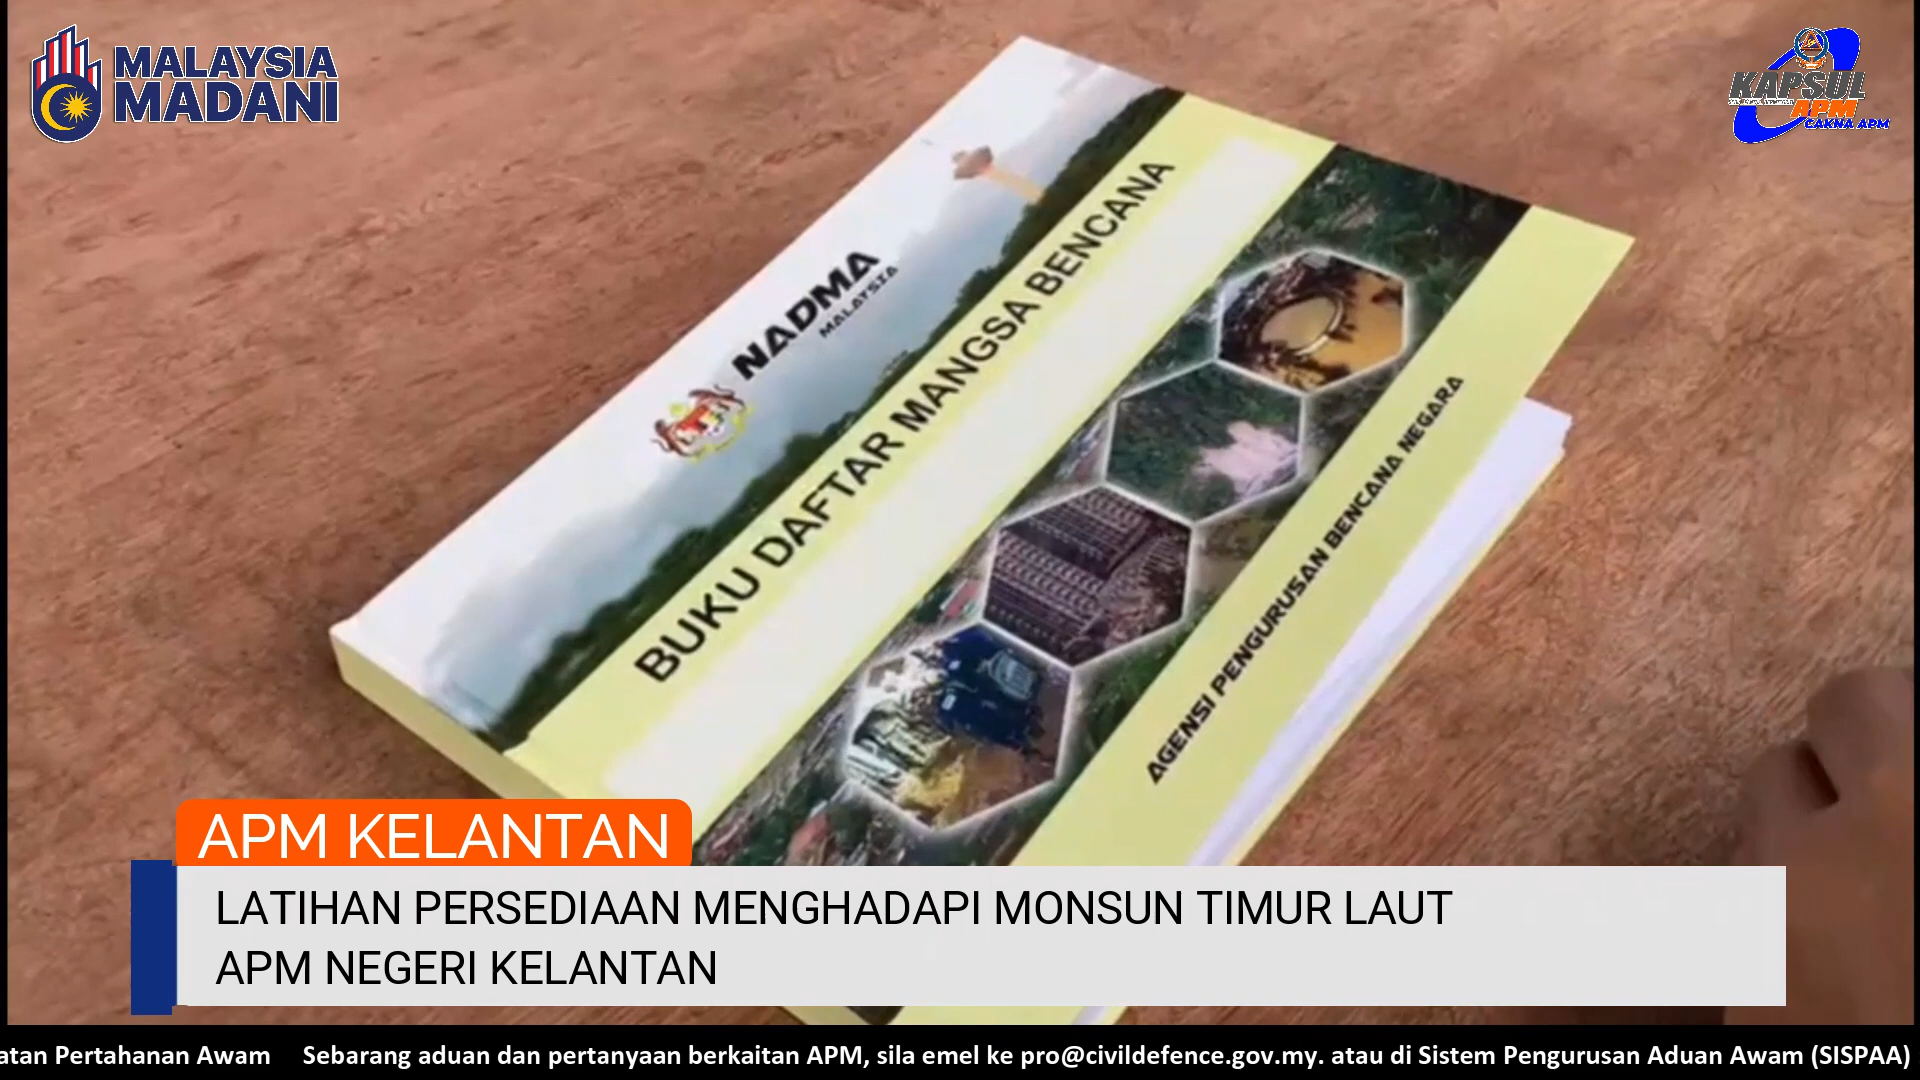 MALAYSIA
MADANI
KAPSUL
APM
CAKNA APM
NADMA
MALAYSIA
BUKU DAFTAR MANGSA BENCANA
AGENSI PENGURUSAN BENCANA NEGARA
APM KELANTAN
LATIHAN PERSEDIAAN MENGHADAPI MONSUN TIMUR LAUT
APM NEGERI KELANTAN
atan Pertahanan Awam Sebarang aduan dan pertanyaan berkaitan APM, sila emel ke pro@civildefence.gov.my. atau di Sistem Pengurusan Aduan Awam (SISPAA)